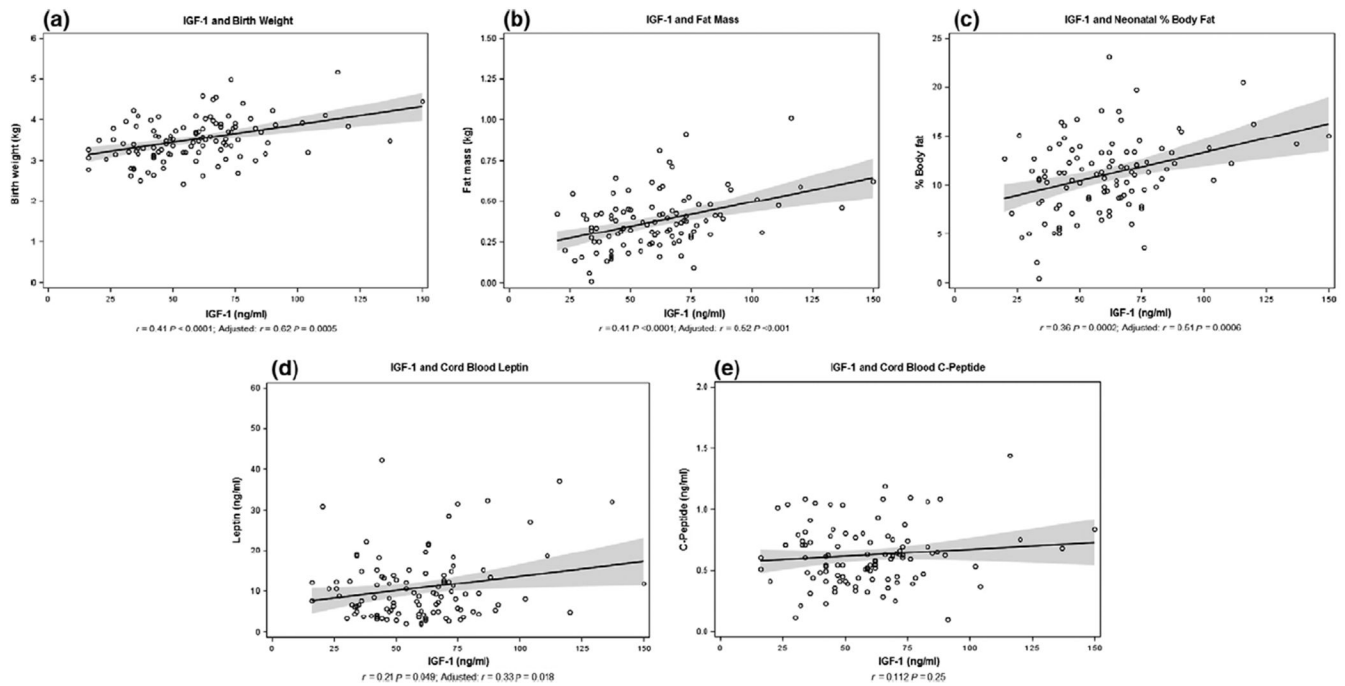 (a)
IGF-1 and Birth Weight
6
5
4
3
2
1
0
Birth weight (kg)
0
25
50
75
100
125
150
IGF-1 (ng/ml)
r = 0.41 P < 0.0001; Adjusted: r = 0.62 P = 0.0005
(b)
IGF-1 and Fat Mass
1.50
1.25
1.00
0.75
0.50
0.25
0.00
Fat mass (kg)
0
25
50
75
100
125
150
IGF-1 (ng/ml)
r = 0.41 P <0.0001, Adjusted: r = 0.52 P <0.001
(c)
IGF-1 and Neonatal % Body Fat
25
20
15
10
5
0
% Body fat
0
25
50
75
100
125
150
IGF-1 (ng/ml)
r = 0.36 p = 0.0002; Adjusted: r = 0.51 P = 0.0006
(d)
IGF-1 and Cord Blood Leptin
60
50
40
30
20
10
0
Leptin (ng/ml)
0
25
50
75
100
125
150
IGF-1 (ng/ml)
r = 0.21 P = 0.049; Adjusted: r = 0.33 P = 0.018
(e)
IGF-1 and Cord Blood C-Peptide
2.0
1.5
1.0
0.5
0.0
C-Peptide (ng/ml)
0
25
50
75
100
125
150
IGF-1 (ng/ml)
r = 0.112 P = 0.25